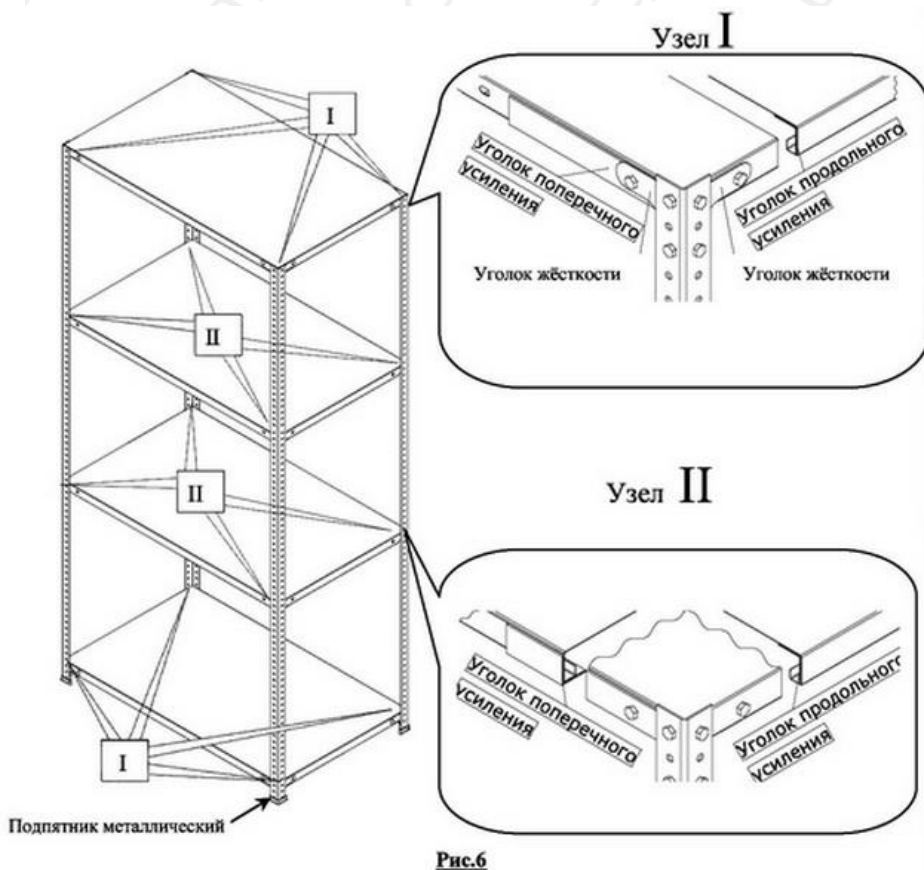 Узел I
I
Уголок поперечного
усиления
Уголок продольного
усиления
Уголок жёсткости
Уголок жёсткости
II
II
Узел II
Уголок поперечного
усиления
Уголок продольного
усиления
I
Подпятник металлический
Рис.6